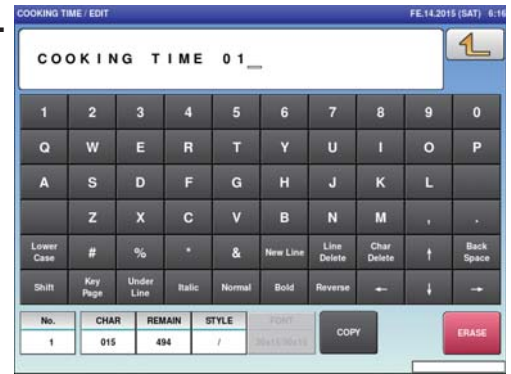 COOKING TIME / EDIT FE.14.2015 (SAT) 6:16
COOKING TIME 01_
1 2 3 4 5 6 7 8 9 0
Q W E R T Y U I O P
A S D F G H J K L
Z X C V B N M , .
Lower Case # % * & New Line Line Delete Char Delete ↑ Back Space
Shift Key Page Under Line Italic Normal Bold Reverse ← ↓ →
No. CHAR REMAIN STYLE FONT
1 015 494 /
COPY ERASE